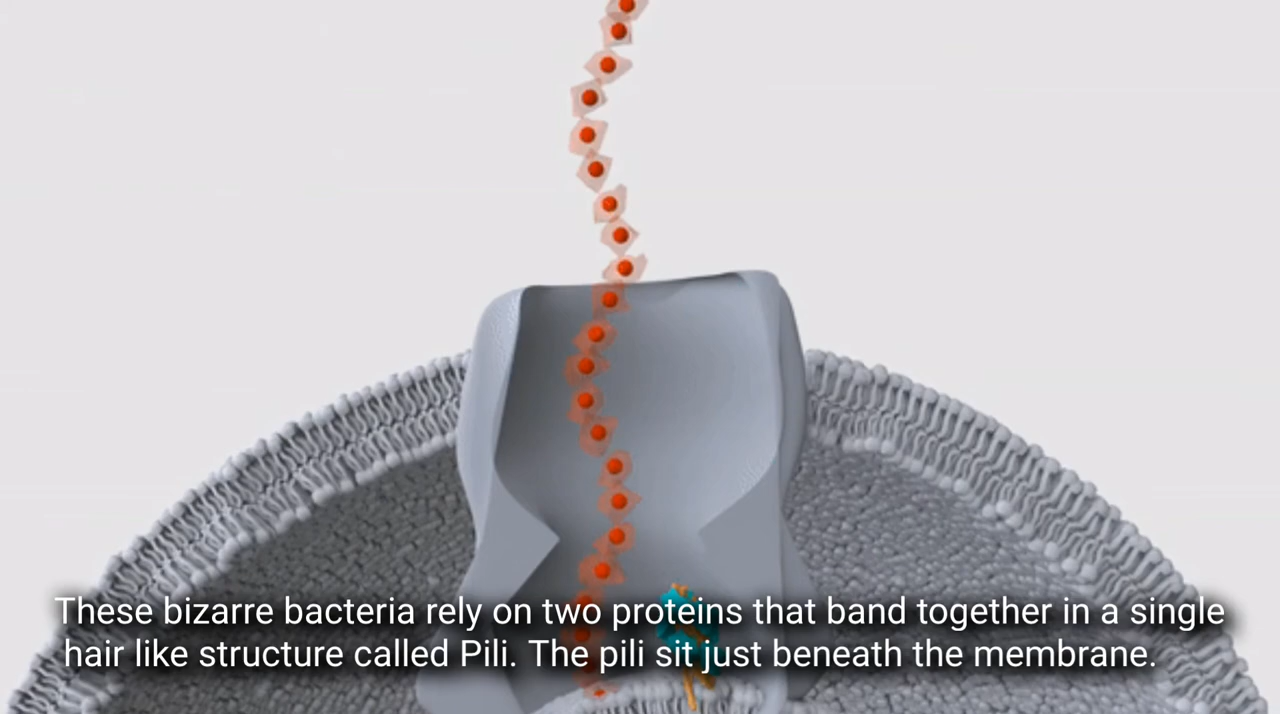 These bizarre bacteria rely on two proteins that band together in a single
hair like structure called Pili. The pili sit just beneath the membrane.